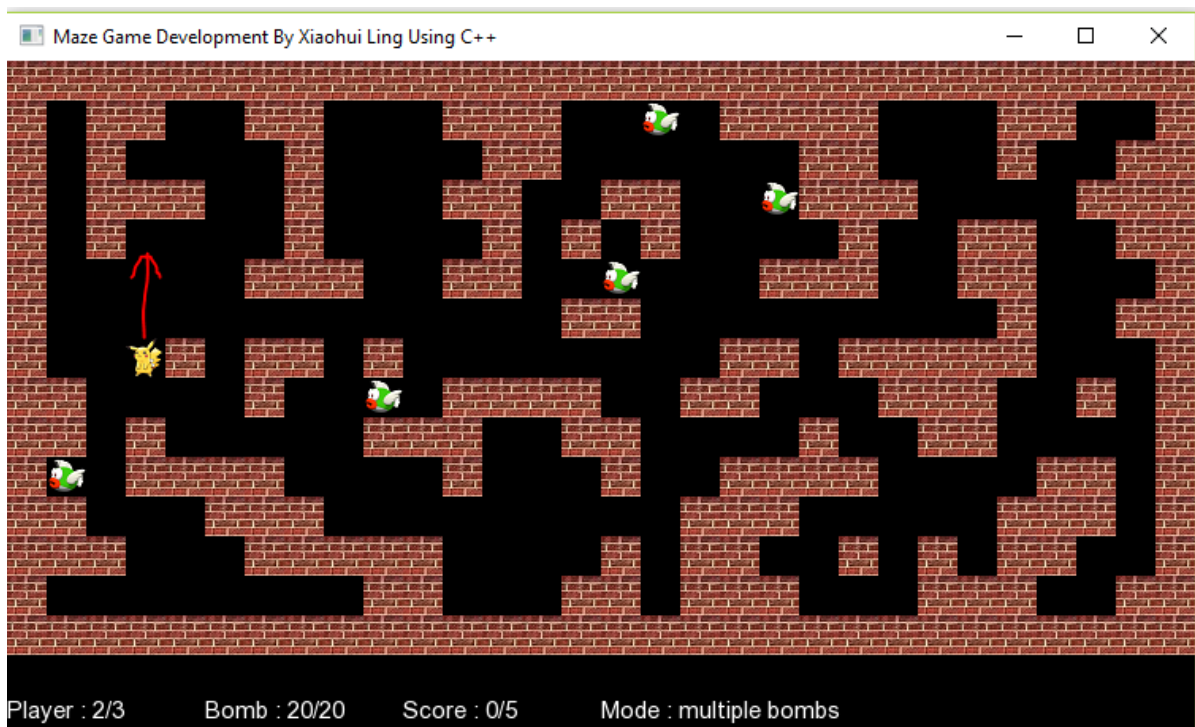 Maze Game Development By Xiaohui Ling Using C++
Player : 2/3 Bomb : 20/20 Score : 0/5 Mode : multiple bombs